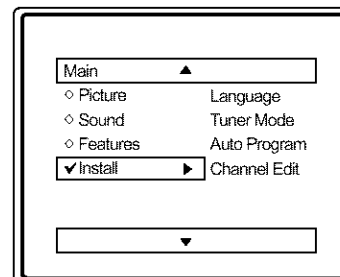 Main ▲
◇ Picture Language
◇ Sound Tuner Mode
◇ Features Auto Program
✔ Install ▶ Channel Edit
▼